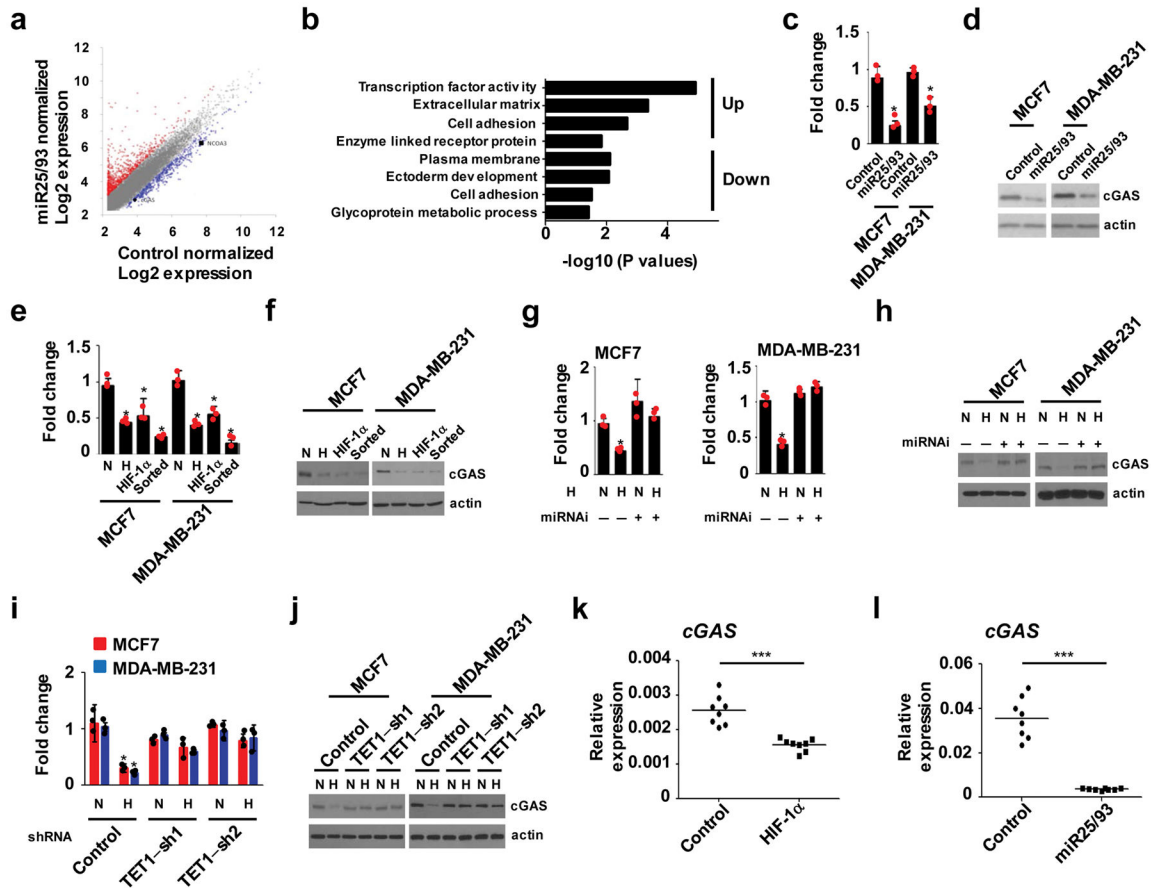 a
miR25/93 normalized
Log2 expression
12
10
8
6
4
2
NCOA3
cGAS
2 4 6 8 10 12
Control normalized
Log2 expression
b
Transcription factor activity
Extracellular matrix
Cell adhesion
Enzyme linked receptor protein
Plasma membrane
Ectoderm development
Cell adhesion
Glycoprotein metabolic process
Up
Down
0 2 4 6
-log10 (P values)
c
Fold change
1.0
0.5
0
* *
Control
miR25/93
Control
miR25/93
MCF7
MDA-MB-231
d
MCF7
MDA-MB-231
Control
miR25/93
Control
miR25/93
cGAS
actin
e
Fold change
1.5
1.0
0.5
0
* * * * * *
N H HIF-1α Sorted N H HIF-1α Sorted
MCF7
MDA-MB-231
f
MCF7
MDA-MB-231
N H HIF-1α Sorted N H HIF-1α Sorted
cGAS
actin
g
MCF7
Fold change
2
1
0
*
H
N H N H
miRNAi – – + +
MDA-MB-231
1.5
1.0
0.5
0
*
N H N H
miRNAi – – + +
h
MCF7
MDA-MB-231
N H N H N H N H
miRNAi + + + +
cGAS
actin
i
MCF7
MDA-MB-231
Fold change
2
1
0
* *
N H N H N H
shRNA
Control
TET1–sh1
TET1–sh2
j
MCF7
MDA-MB-231
Control
TET1–sh1
TET1–sh2
Control
TET1–sh1
TET1–sh2
N H N H N H N H N H N H
cGAS
actin
k
cGAS
***
Relative
expression
0.004
0.003
0.002
0.001
0
Control
HIF-1α
l
cGAS
***
Relative
expression
0.06
0.04
0.02
0
Control
miR25/93